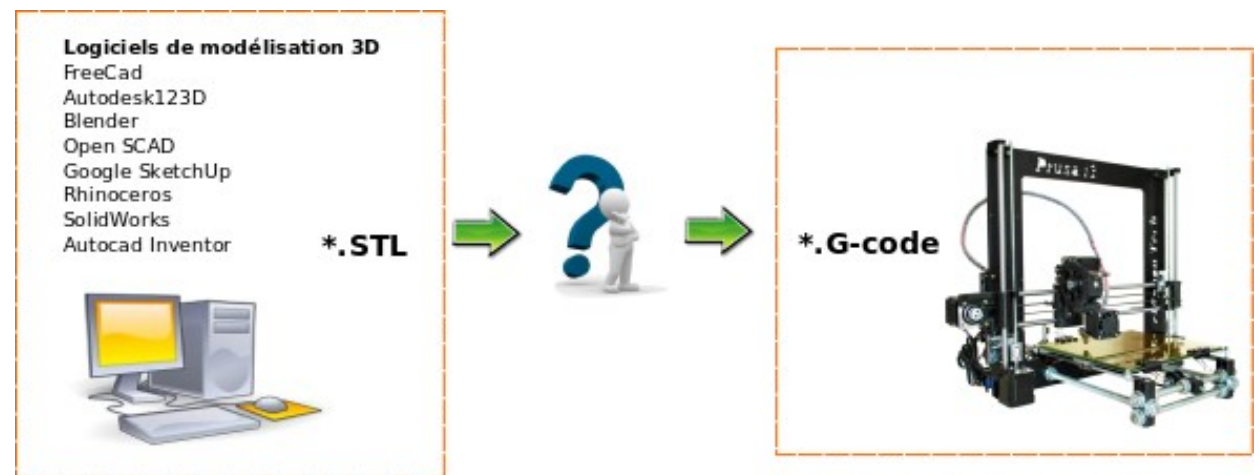 Logiciels de modélisation 3D
FreeCad
Autodesk123D
Blender
Open SCAD
Google SketchUp
Rhinoceros
SolidWorks
Autocad Inventor
*.STL
*.G-code
Prusa i3